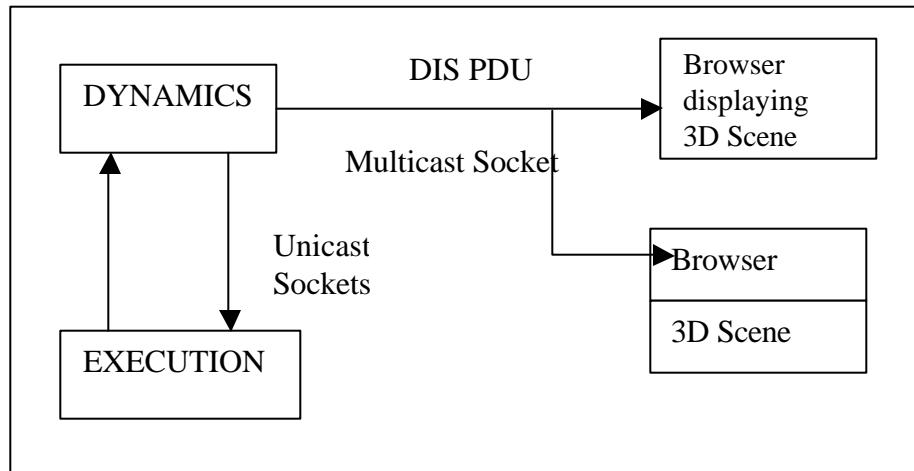 DYNAMICS
DIS PDU
Browser
displaying
3D Scene
Multicast Socket
Unicast
Sockets
Browser
3D Scene
EXECUTION